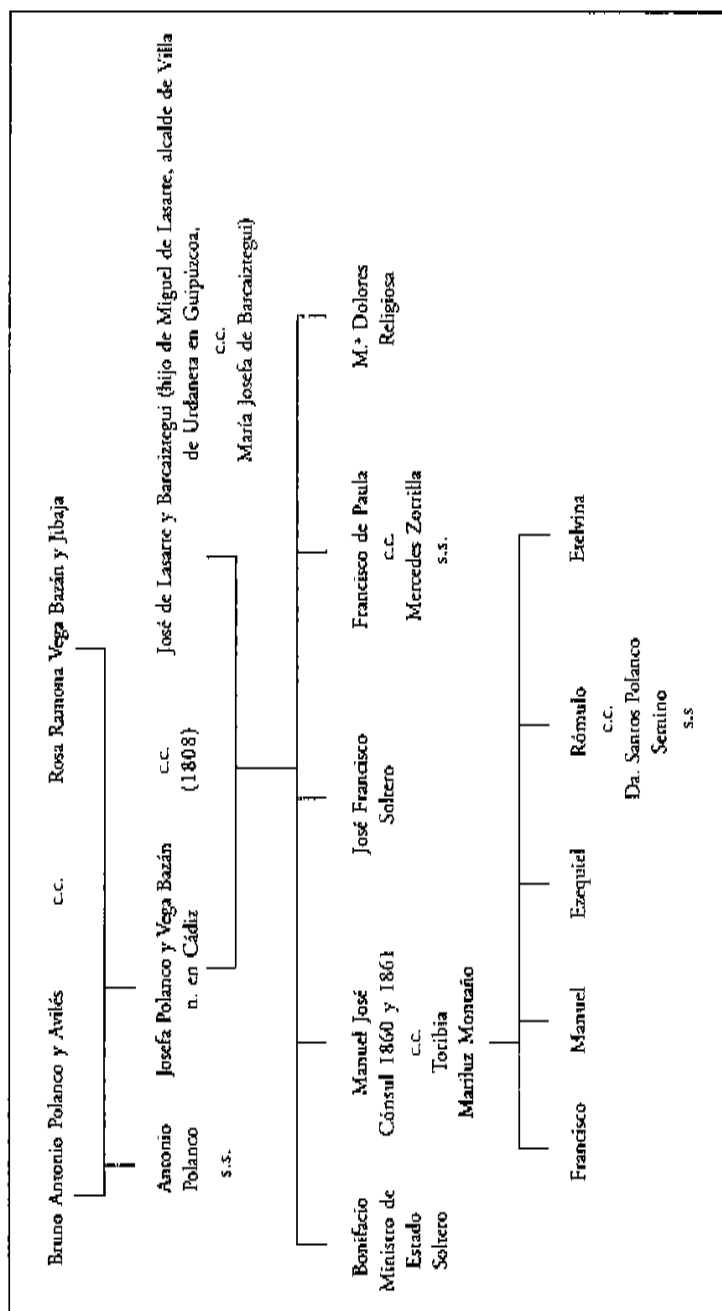 Bruno Antonio Polanco y Avilés c.c. Rosa Ramona Vega Bazán y Jibaja
Antonio
Polanco
s.s.
Josefa Polanco y Vega Bazán
n. en Cádiz
c.c.
(1808)
José de Lasarte y Barcaiztegui (hijo de Miguel de Lasarte, alcalde de Villa
de Urdaneta en Guipúzcoa,
c.c.
María Josefa de Barcaiztegui)
Bonifacio
Ministro de
Estado
Soltero
Manuel José
Cónsul 1860 y 1861
c.c.
Toribia
Mariluz Montaño
José Francisco
Soltero
Francisco de Paula
c.c.
Mercedes Zorrilla
s.s.
M.ª Dolores
Religiosa
Francisco
Manuel
Ezequiel
Rómulo
c.c.
Da. Santos Polanco
Semino
s.s
Etelvina